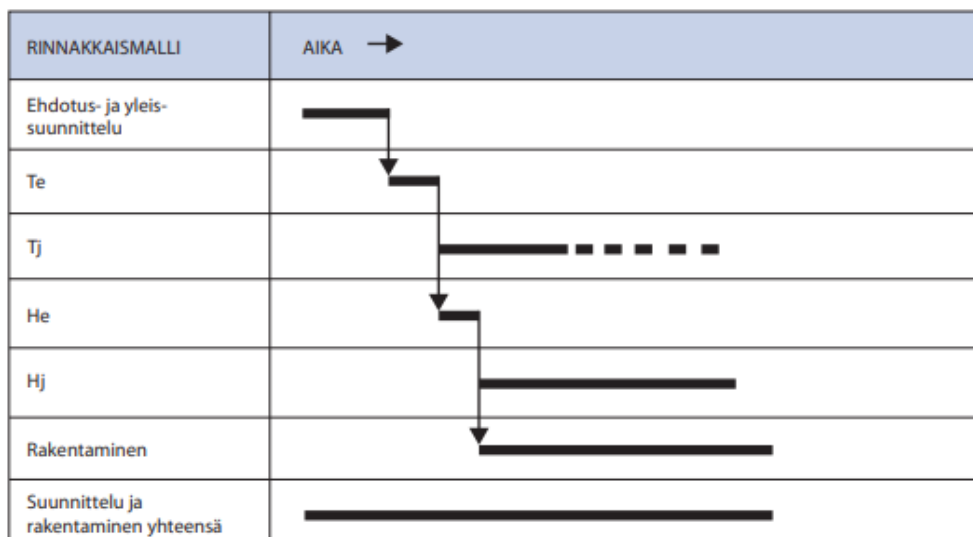 RINNAKKAISMALLI
AIKA
Ehdotus- ja yleis-
suunnittelu
Te
Tj
He
Hj
Rakentaminen
Suunnittelu ja
rakentaminen yhteensä